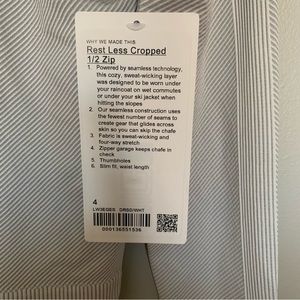 WHY WE MADE THIS
Rest Less Cropped
1/2 Zip
1. Powered by seamless technology,
this cozy, sweat-wicking layer
was designed to be worn under
your raincoat on wet commutes
or under your ski jacket when
hitting the slopes
2. Our seamless construction uses
the fewest number of seams to
create gear that glides across
skin so you can skip the chafe
3. Fabric is sweat-wicking and
four-way stretch
4. Zipper garage keeps chafe in
check
5. Thumbholes
6. Slim fit, waist length
4
LW3EQES GRSD/WHT
000136551536